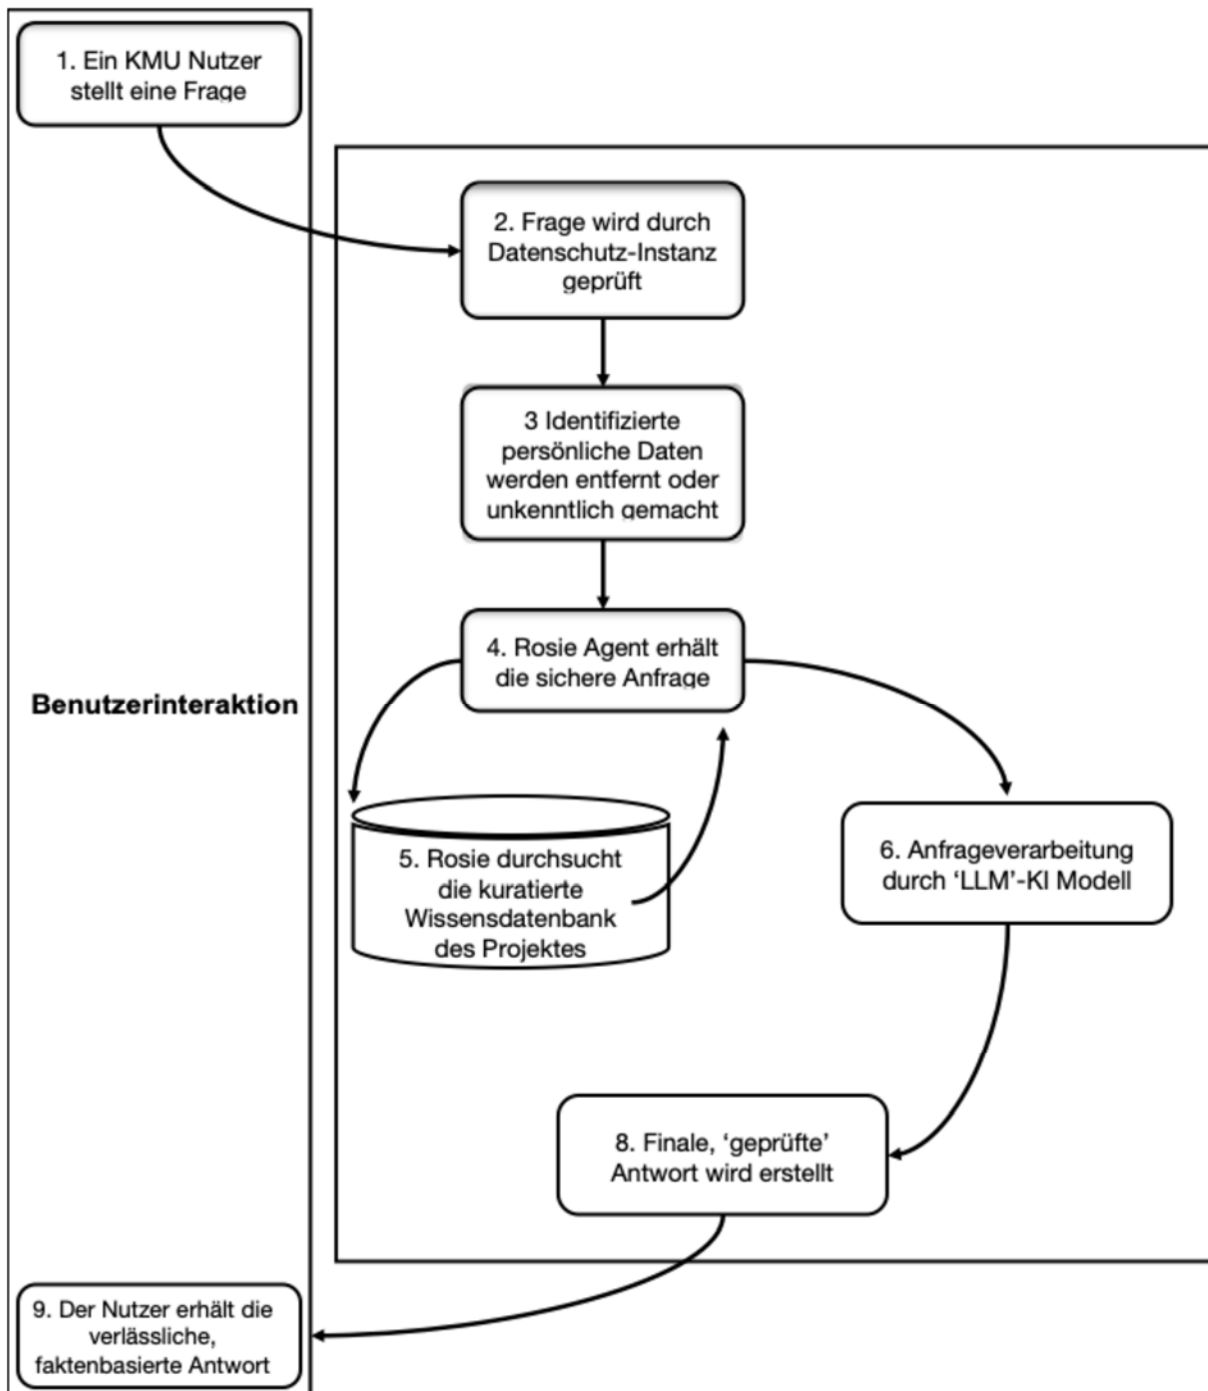 1. Ein KMU Nutzer
stellt eine Frage
2. Frage wird durch
Datenschutz-Instanz
geprüft
3 Identifizierte
persönliche Daten
werden entfernt oder
unkenntlich gemacht
4. Rosie Agent erhält
die sichere Anfrage
Benutzerinteraktion
5. Rosie durchsucht
die kuratierte
Wissensdatenbank
des Projektes
6. Anfrageverarbeitung
durch ‘LLM’-KI Modell
8. Finale, ‘geprüfte’
Antwort wird erstellt
9. Der Nutzer erhält die
verlässliche,
faktenbasierte Antwort